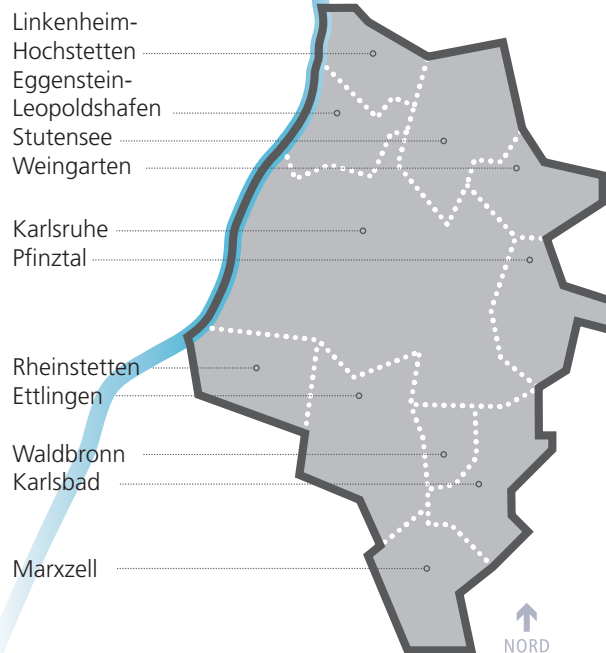 Linkenheim-
Hochstetten
Eggenstein-
Leopoldshafen
Stutensee
Weingarten
Karlsruhe
Pfinztal
Rheinstetten
Ettlingen
Waldbronn
Karlsbad
Marxzell
NORD